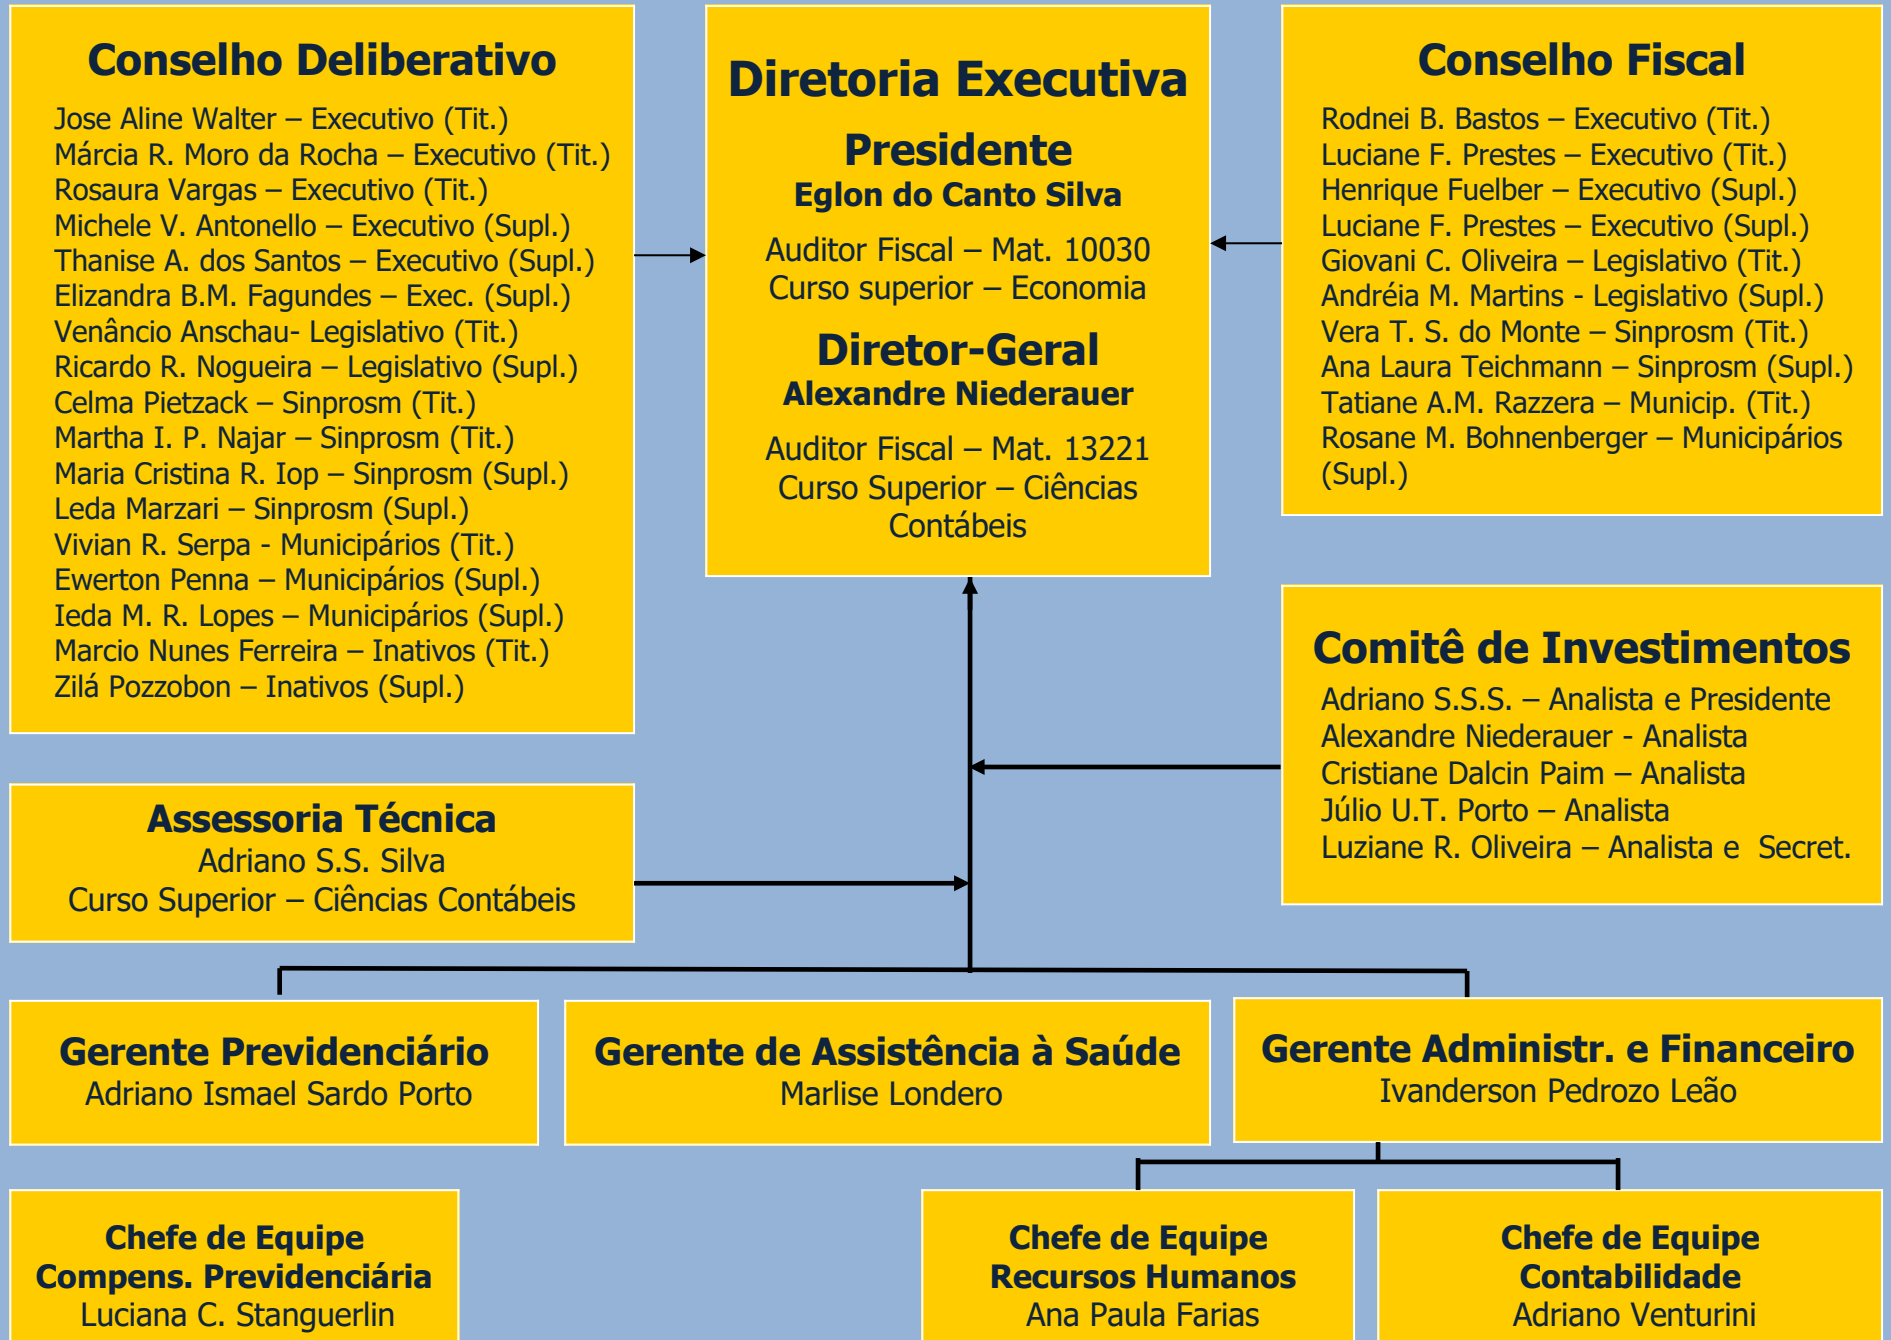 Conselho Deliberativo
Jose Aline Walter – Executivo (Tit.)
Márcia R. Moro da Rocha – Executivo (Tit.)
Rosaura Vargas – Executivo (Tit.)
Michele V. Antonello – Executivo (Supl.)
Thanise A. dos Santos – Executivo (Supl.)
Elizandra B.M. Fagundes – Exec. (Supl.)
Venâncio Anschau- Legislativo (Tit.)
Ricardo R. Nogueira – Legislativo (Supl.)
Celma Pietzack – Sinprosm (Tit.)
Martha I. P. Najar – Sinprosm (Tit.)
Maria Cristina R. Iop – Sinprosm (Supl.)
Leda Marzari – Sinprosm (Supl.)
Vivian R. Serpa - Municipários (Tit.)
Ewerton Penna – Municipários (Supl.)
Ieda M. R. Lopes – Municipários (Supl.)
Marcio Nunes Ferreira – Inativos (Tit.)
Zilá Pozzobon – Inativos (Supl.)
Diretoria Executiva
Presidente
Eglon do Canto Silva
Auditor Fiscal – Mat. 10030
Curso superior – Economia
Diretor-Geral
Alexandre Niederauer
Auditor Fiscal – Mat. 13221
Curso Superior – Ciências
Contábeis
Conselho Fiscal
Rodnei B. Bastos – Executivo (Tit.)
Luciane F. Prestes – Executivo (Tit.)
Henrique Fuelber – Executivo (Supl.)
Luciane F. Prestes – Executivo (Supl.)
Giovani C. Oliveira – Legislativo (Tit.)
Andréia M. Martins - Legislativo (Supl.)
Vera T. S. do Monte – Sinprosm (Tit.)
Ana Laura Teichmann – Sinprosm (Supl.)
Tatiane A.M. Razzera – Municip. (Tit.)
Rosane M. Bohnenberger – Municipários
(Supl.)
Comitê de Investimentos
Adriano S.S.S. – Analista e Presidente
Alexandre Niederauer - Analista
Cristiane Dalcin Paim – Analista
Júlio U.T. Porto – Analista
Luziane R. Oliveira – Analista e Secret.
Assessoria Técnica
Adriano S.S. Silva
Curso Superior – Ciências Contábeis
Gerente Previdenciário
Adriano Ismael Sardo Porto
Gerente de Assistência à Saúde
Marlise Londero
Gerente Administr. e Financeiro
Ivanderson Pedrozo Leão
Chefe de Equipe
Compens. Previdenciária
Luciana C. Stanguerlin
Chefe de Equipe
Recursos Humanos
Ana Paula Farias
Chefe de Equipe
Contabilidade
Adriano Venturini